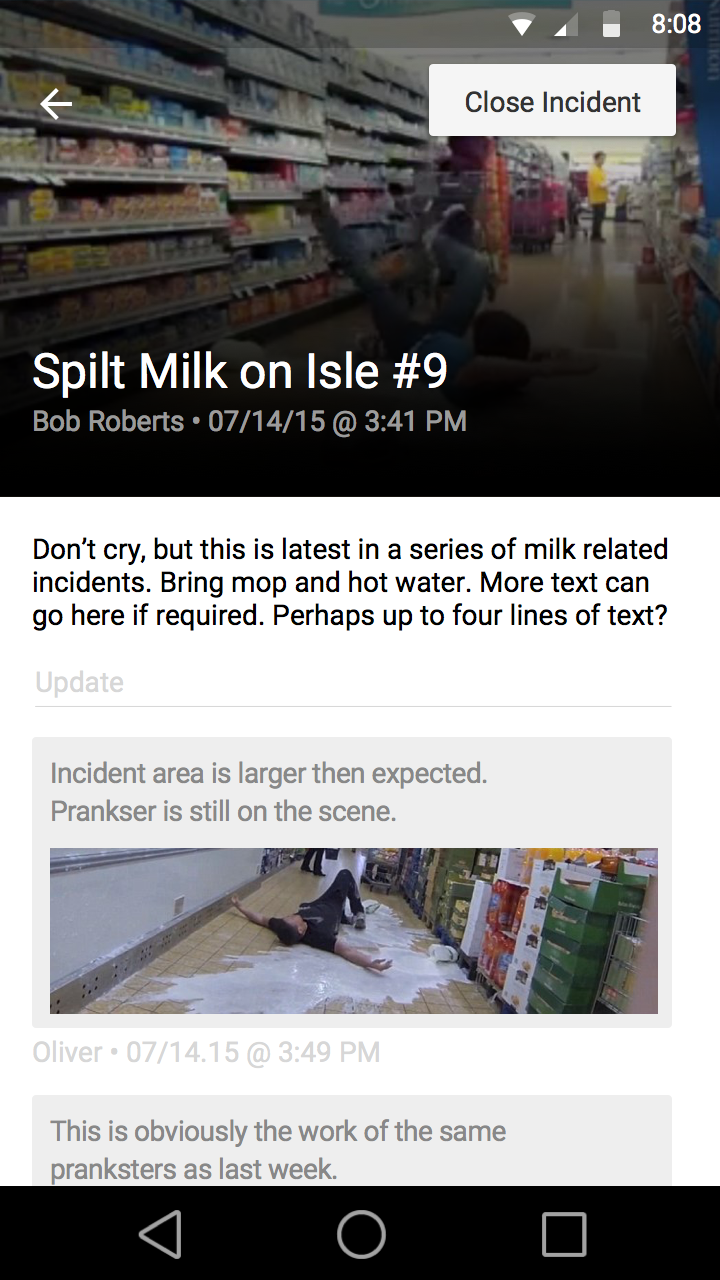 8:08
Close Incident
Spilt Milk on Isle #9
Bob Roberts • 07/14/15 @ 3:41 PM
Don’t cry, but this is latest in a series of milk related
incidents. Bring mop and hot water. More text can
go here if required. Perhaps up to four lines of text?
Update
Incident area is larger then expected.
Prankser is still on the scene.
Oliver • 07/14.15 @ 3:49 PM
This is obviously the work of the same
pranksters as last week.